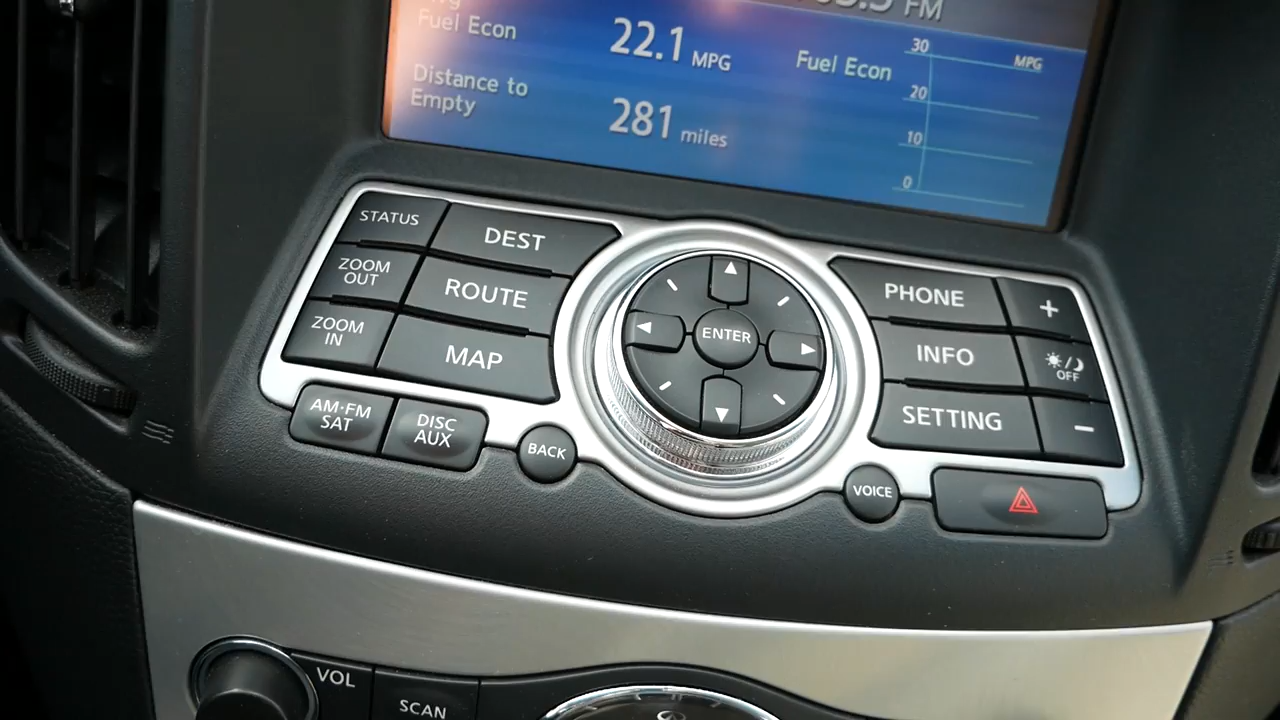 FM
Fuel Econ 22.1 MPG
Distance to
Empty
281 miles
Fuel Econ
30 MPG
20
10
0
STATUS
DEST
ZOOM
OUT
ROUTE
ZOOM
IN
MAP
AM·FM
SAT
DISC
AUX
BACK
ENTER
PHONE
+
INFO
OFF
SETTING
−
VOICE
VOL
SCAN